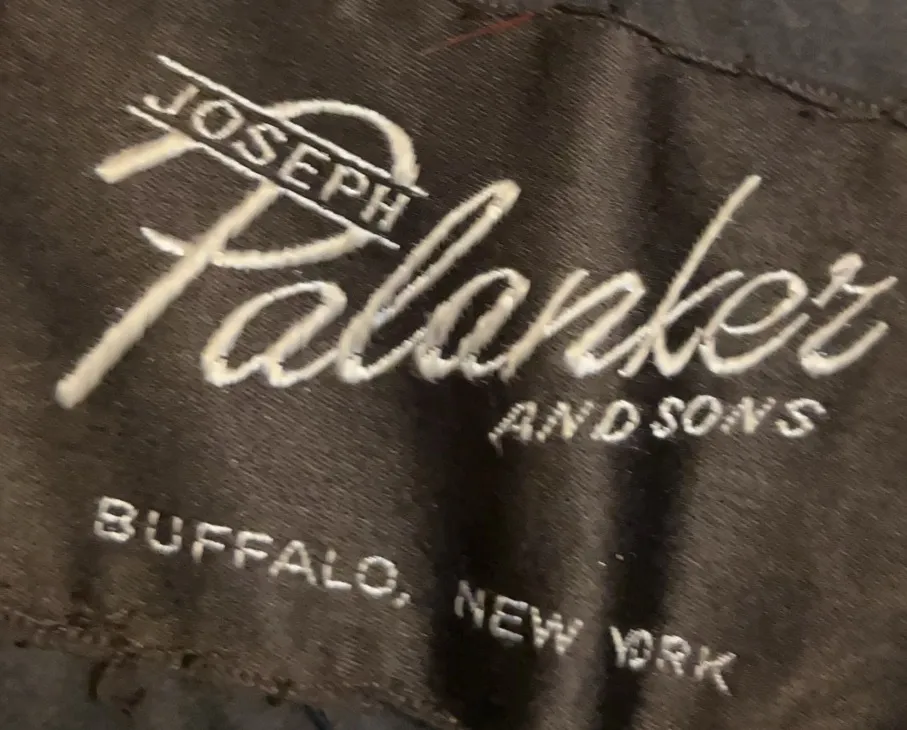 JOSEPH
Palanker
AND SONS
BUFFALO, NEW YORK